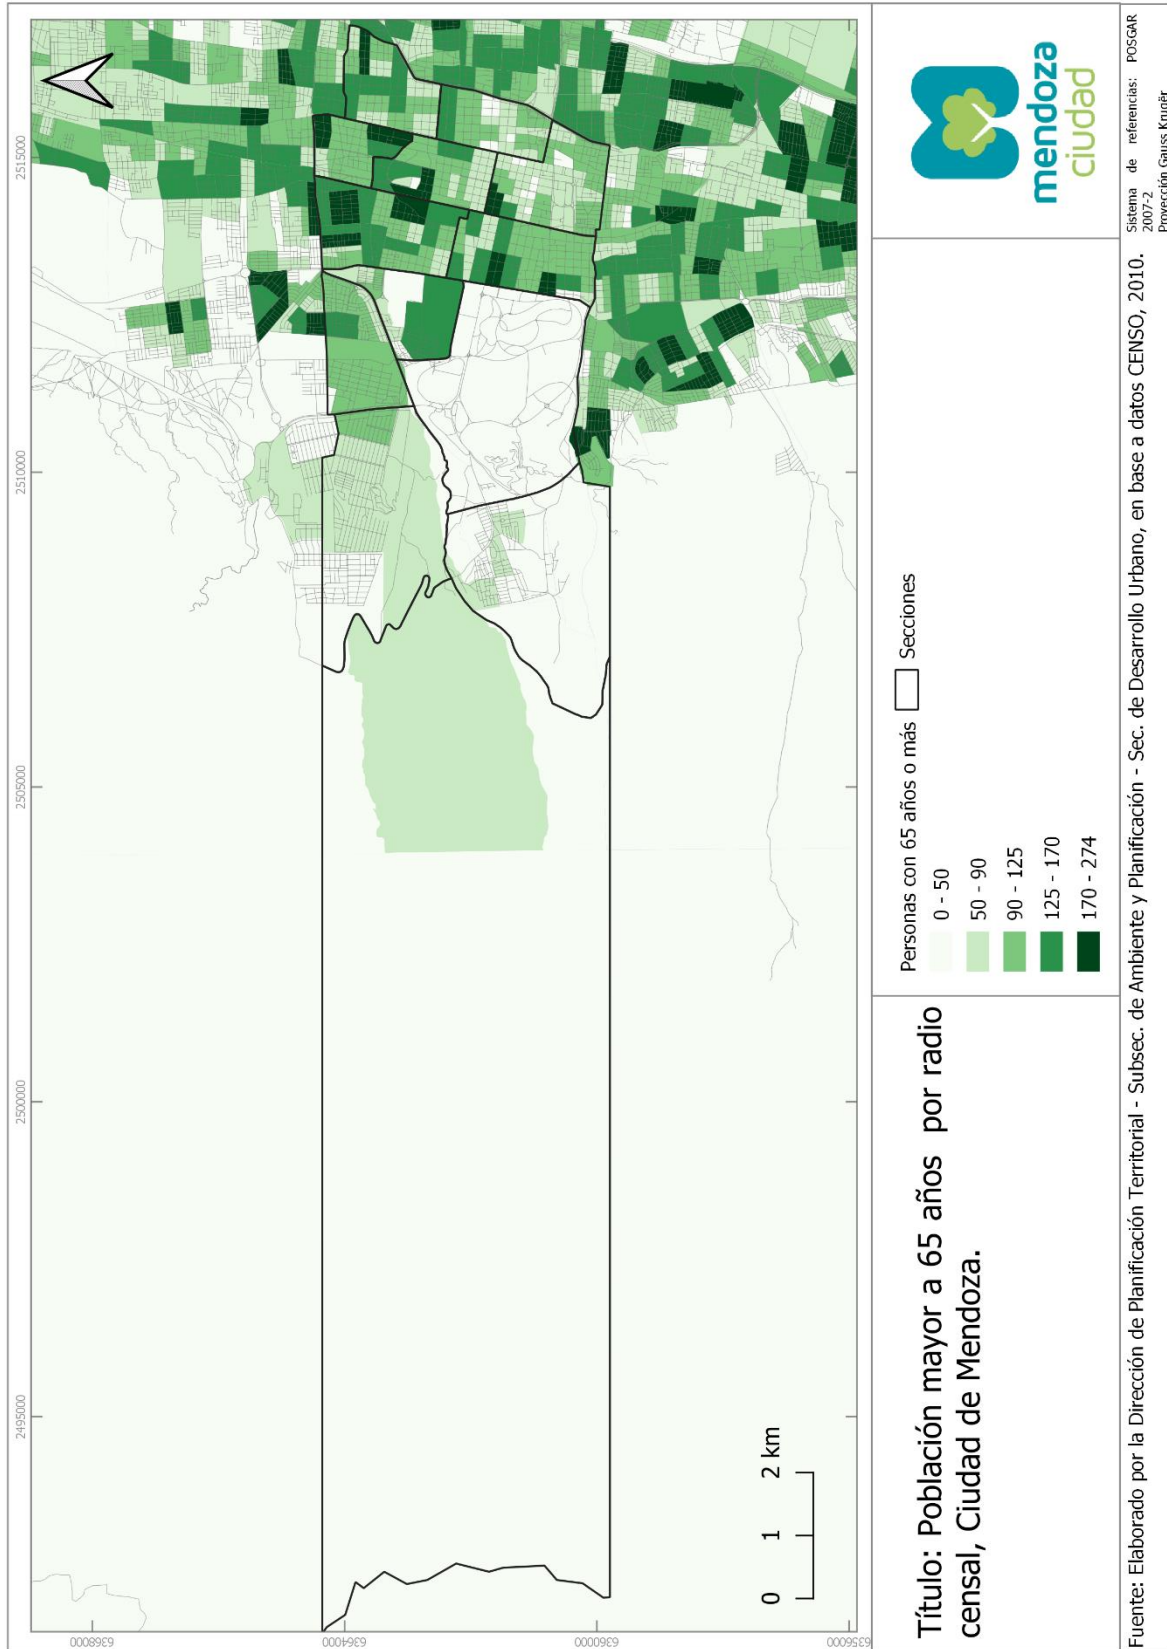 2495000
2500000
2505000
2510000
2515000
6368000
6364000
6360000
6356000
0 1 2 km
Título: Población mayor a 65 años por radio
censal, Ciudad de Mendoza.
Personas con 65 años o más
0 - 50
50 - 90
90 - 125
125 - 170
170 - 274
Secciones
mendoza
ciudad
Sistema de referencias: POSGAR
2007-2
Proyección Gauss Krugër
Fuente: Elaborado por la Dirección de Planificación Territorial - Subsec. de Ambiente y Planificación - Sec. de Desarrollo Urbano, en base a datos CENSO, 2010.